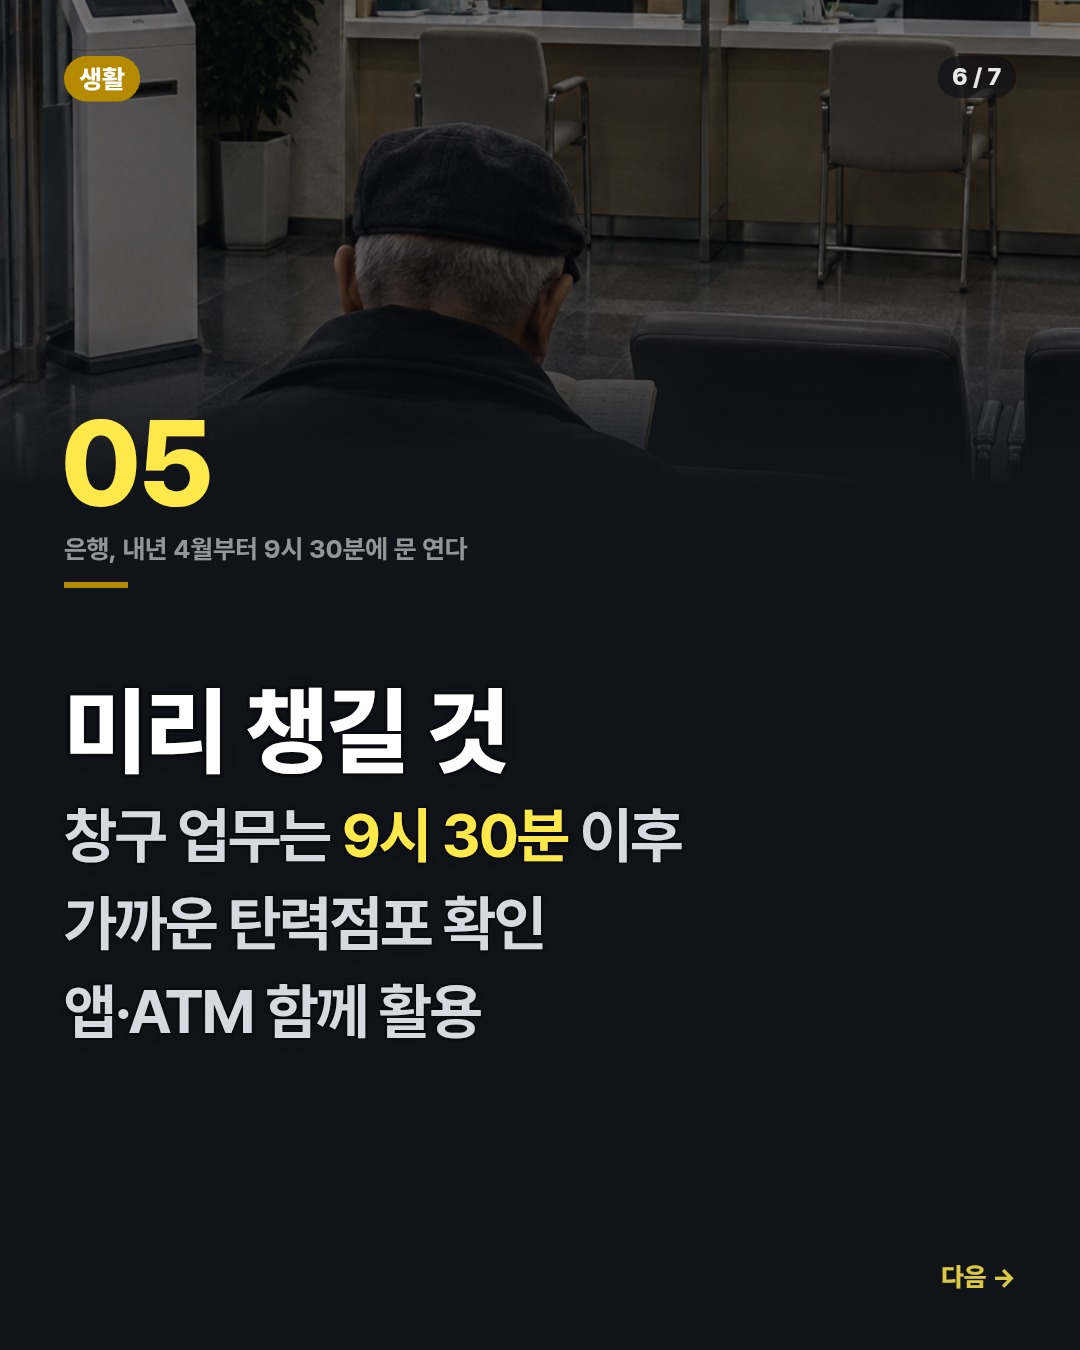 생활
6 / 7
05
은행, 내년 4월부터 9시 30분에 문 연다
미리 챙길 것
창구 업무는 9시 30분 이후
가까운 탄력점포 확인
앱·ATM 함께 활용
다음 →